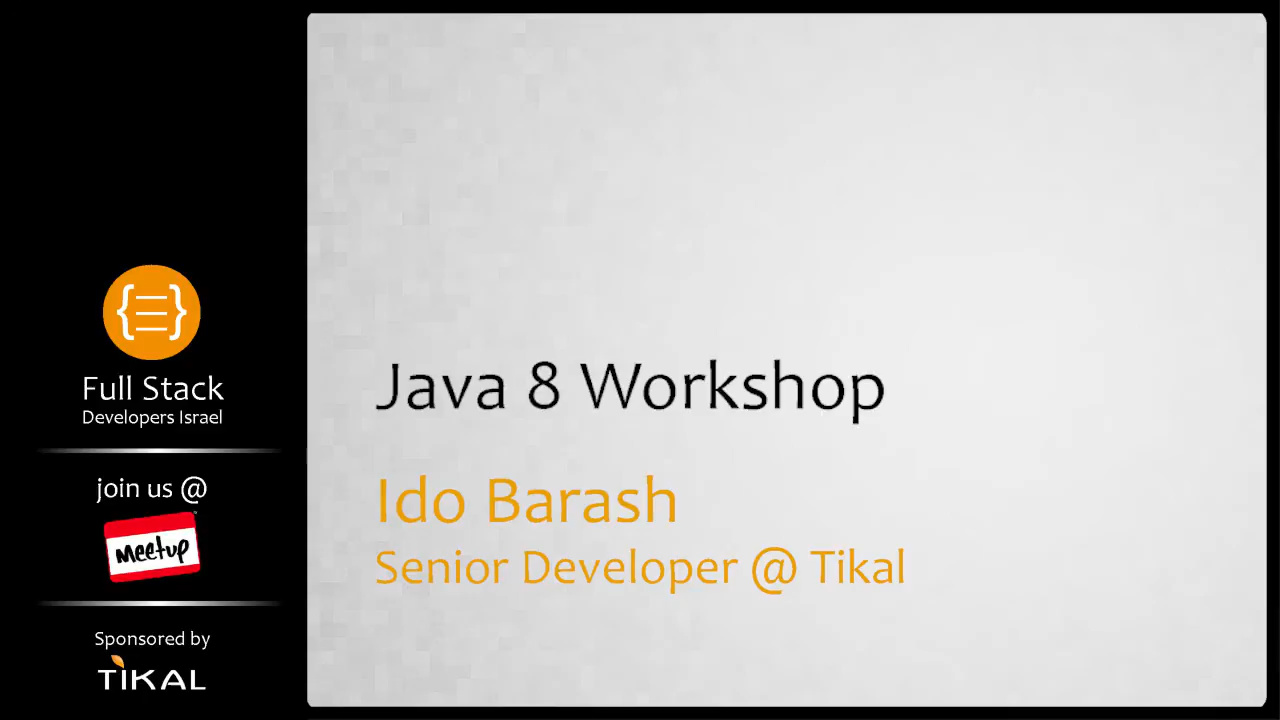 Full Stack
Developers Israel
join us @
meetup
Sponsored by
TIKAL
Java 8 Workshop
Ido Barash
Senior Developer @ Tikal